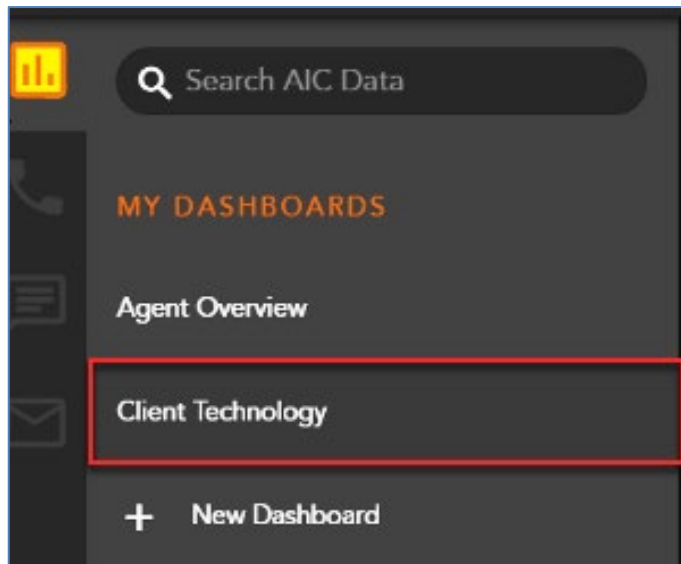 Search AIC Data
MY DASHBOARDS
Agent Overview
Client Technology
+ New Dashboard